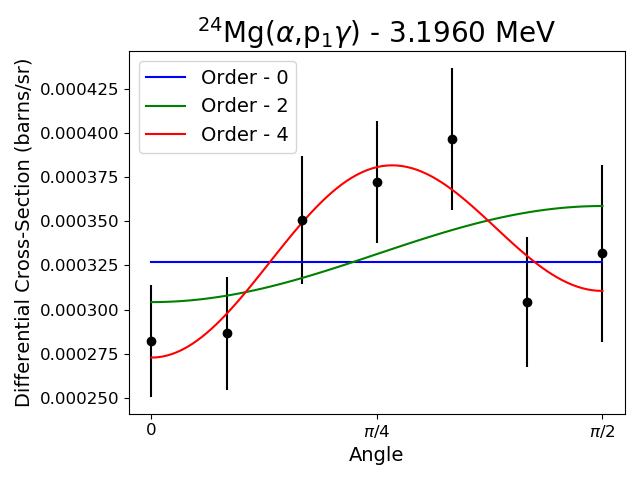 ²⁴Mg(α,p₁γ) - 3.1960 MeV
Order - 0
Order - 2
Order - 4
Differential Cross-Section (barns/sr)
0.000425
0.000400
0.000375
0.000350
0.000325
0.000300
0.000275
0.000250
0 π/4 π/2
Angle